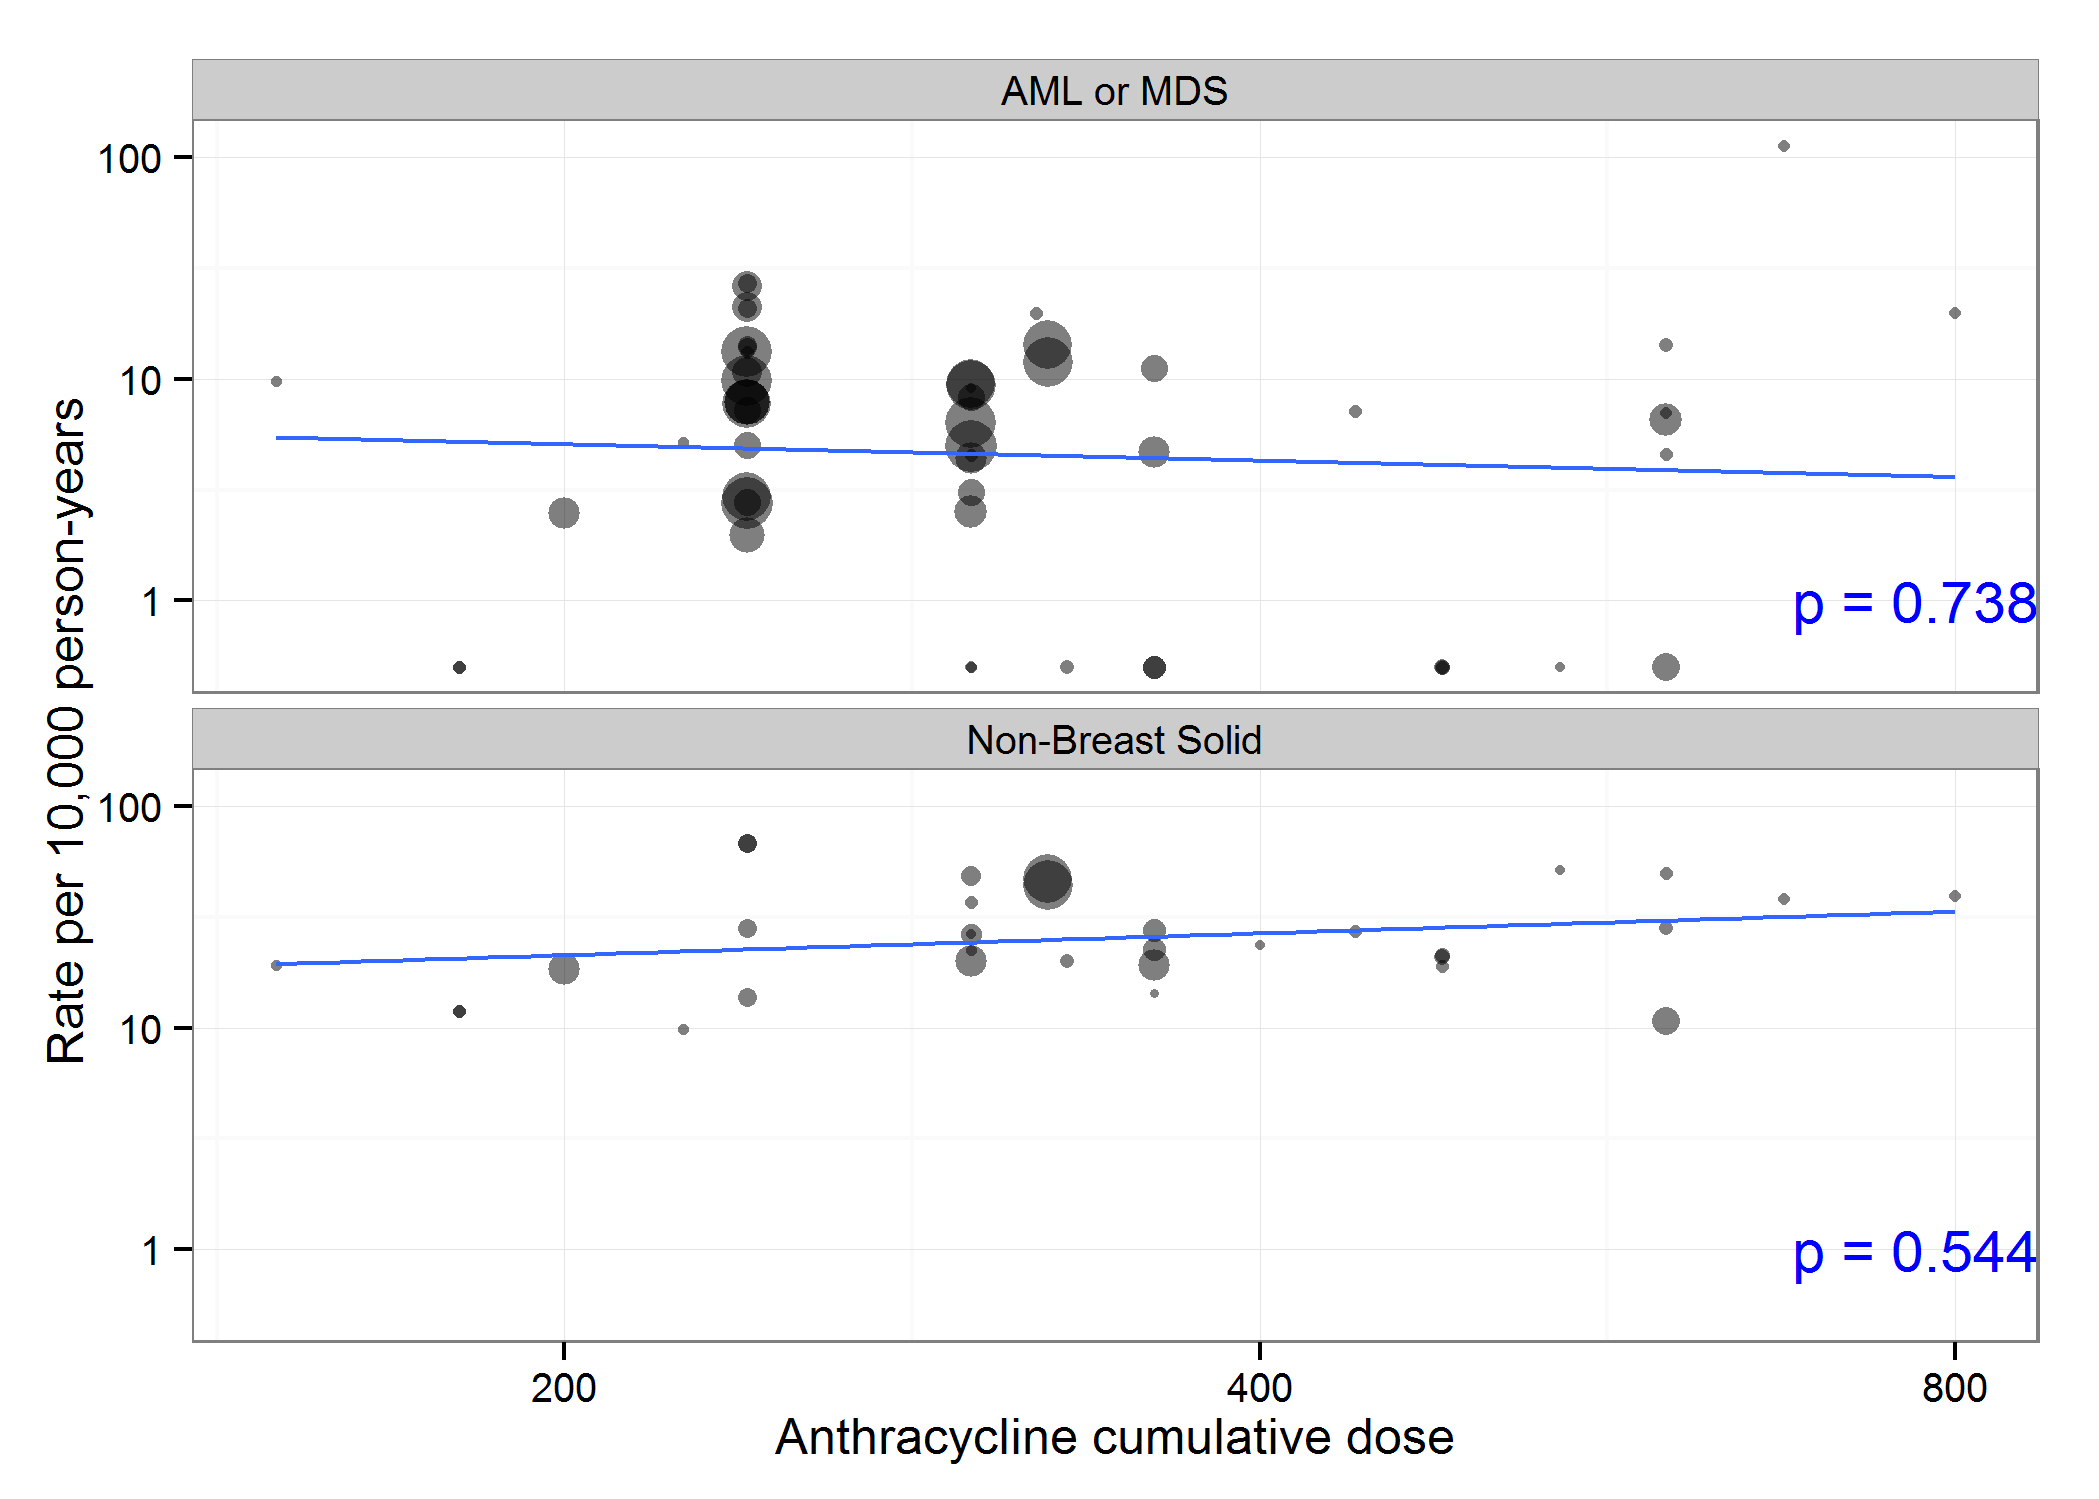 AML or MDS
100
10
1
p = 0.738
Non-Breast Solid
100
10
1
p = 0.544
200
400
800
Anthracycline cumulative dose
Rate per 10,000 person-years